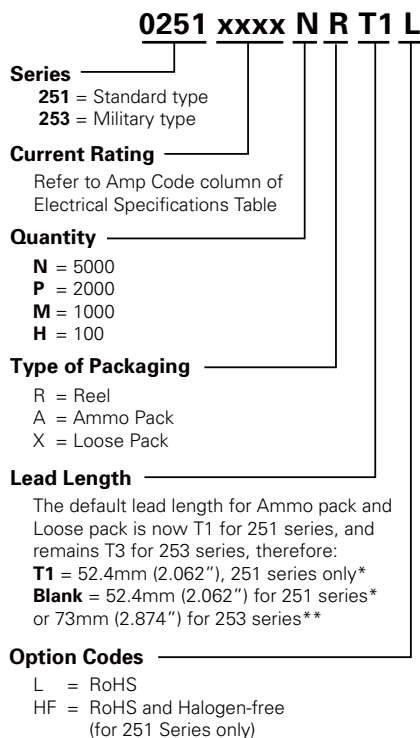 0251 xxxx N R T1 L
Series
251 = Standard type
253 = Military type
Current Rating
Refer to Amp Code column of
Electrical Specifications Table
Quantity
N = 5000
P = 2000
M = 1000
H = 100
Type of Packaging
R = Reel
A = Ammo Pack
X = Loose Pack
Lead Length
The default lead length for Ammo pack and
Loose pack is now T1 for 251 series, and
remains T3 for 253 series, therefore:
T1 = 52.4mm (2.062”), 251 series only*
Blank = 52.4mm (2.062”) for 251 series*
or 73mm (2.874”) for 253 series**
Option Codes
L = RoHS
HF = RoHS and Halogen-free
(for 251 Series only)